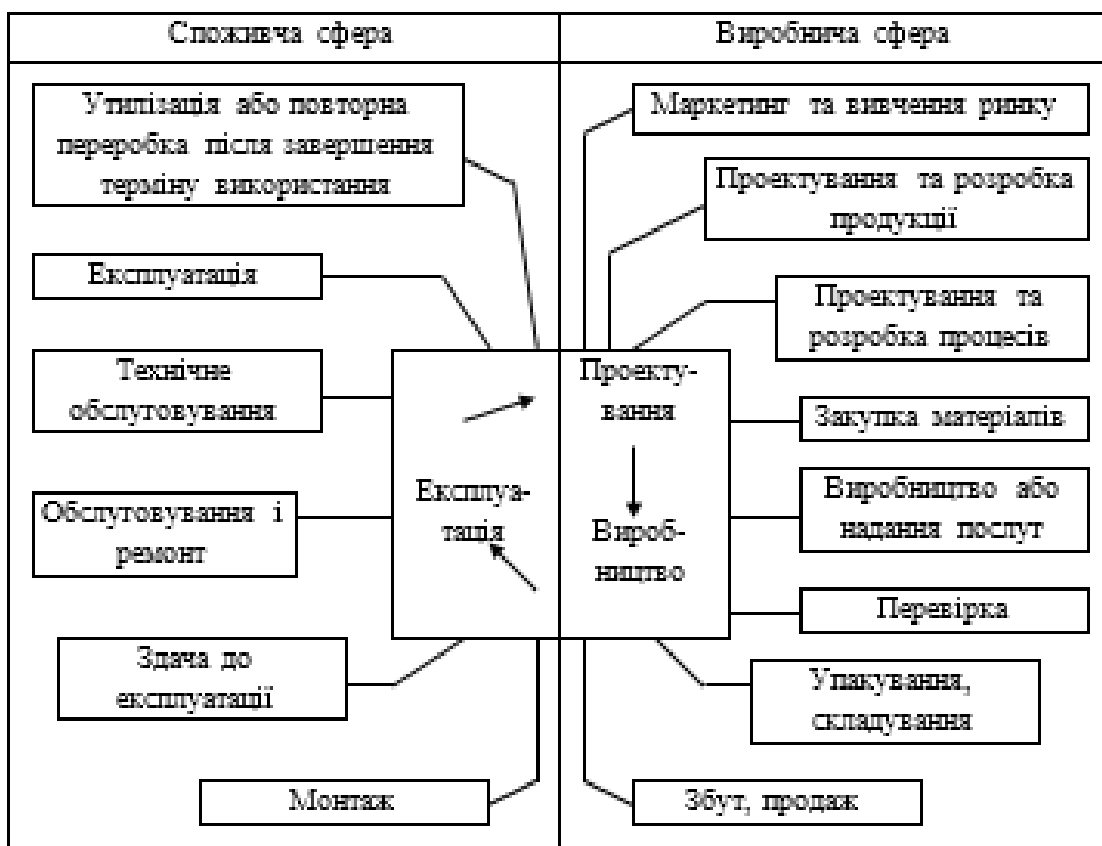 Споживча сфера
Виробнича сфера
Утилізація або повторна
переробка після завершення
терміну використання
Експлуатація
Технічне
обслуговування
Обслуговування і
ремонт
Здача до
експлуатації
Монтаж
Експлуа-
тація
Проекту-
вання
Вироб-
ництво
Маркетинг та вивчення ринку
Проектування та розробка
продукції
Проектування та
розробка процесів
Закупка матеріалів
Виробництво або
надання послуг
Перевірка
Упакування,
складування
Збут, продаж